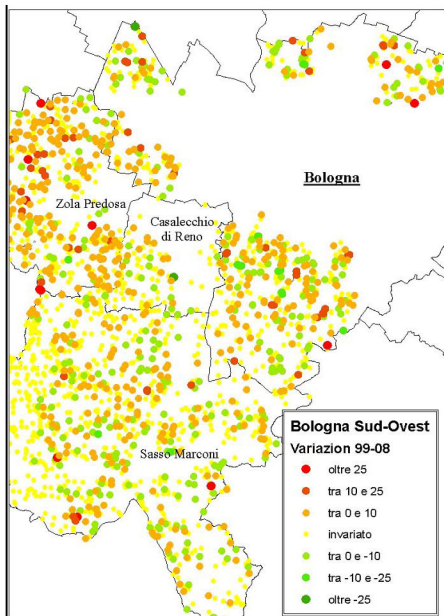 Bologna
Zola Predosa
Casalecchio
di Reno
Sasso Marconi
Bologna Sud-Ovest
Variazion 99-08
oltre 25
tra 10 e 25
tra 0 e 10
invariato
tra 0 e -10
tra -10 e -25
oltre -25